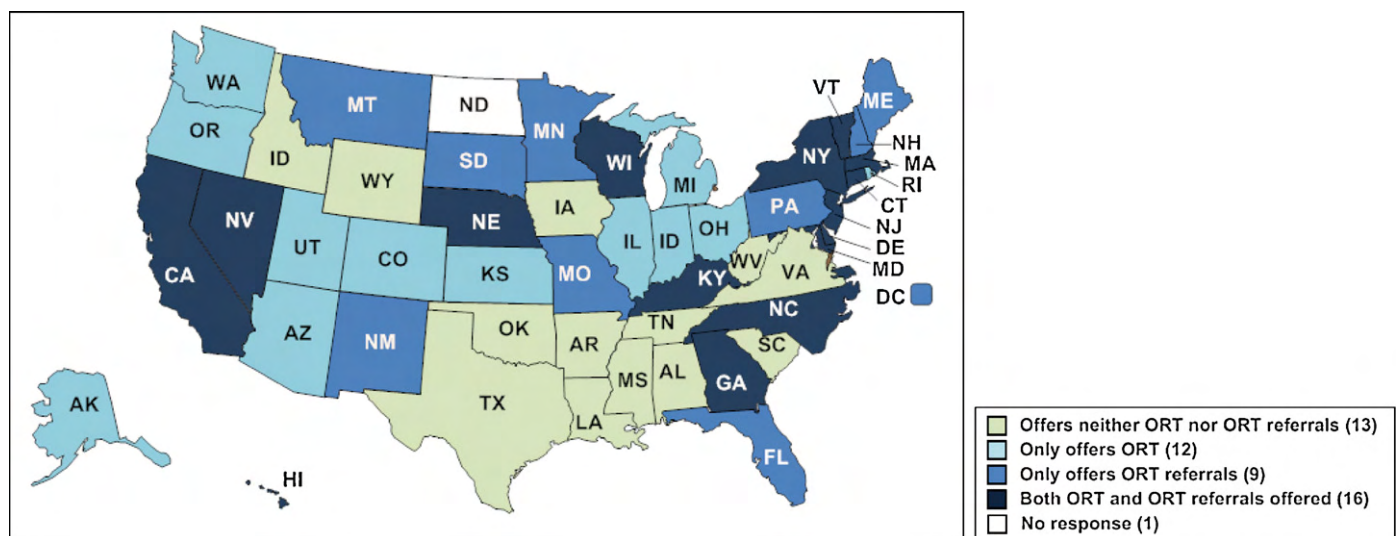 WA
MT
ND
MN
VT
ME
OR
ID
SD
WI
NY
NH
MA
WY
MI
RI
CT
NV
NE
IA
PA
NJ
UT
CO
IL
ID
OH
DE
CA
KS
MO
WV
VA
MD
KY
DC
AZ
NM
OK
TN
NC
AR
SC
MS
AL
GA
AK
TX
LA
FL
HI
Offers neither ORT nor ORT referrals (13)
Only offers ORT (12)
Only offers ORT referrals (9)
Both ORT and ORT referrals offered (16)
No response (1)